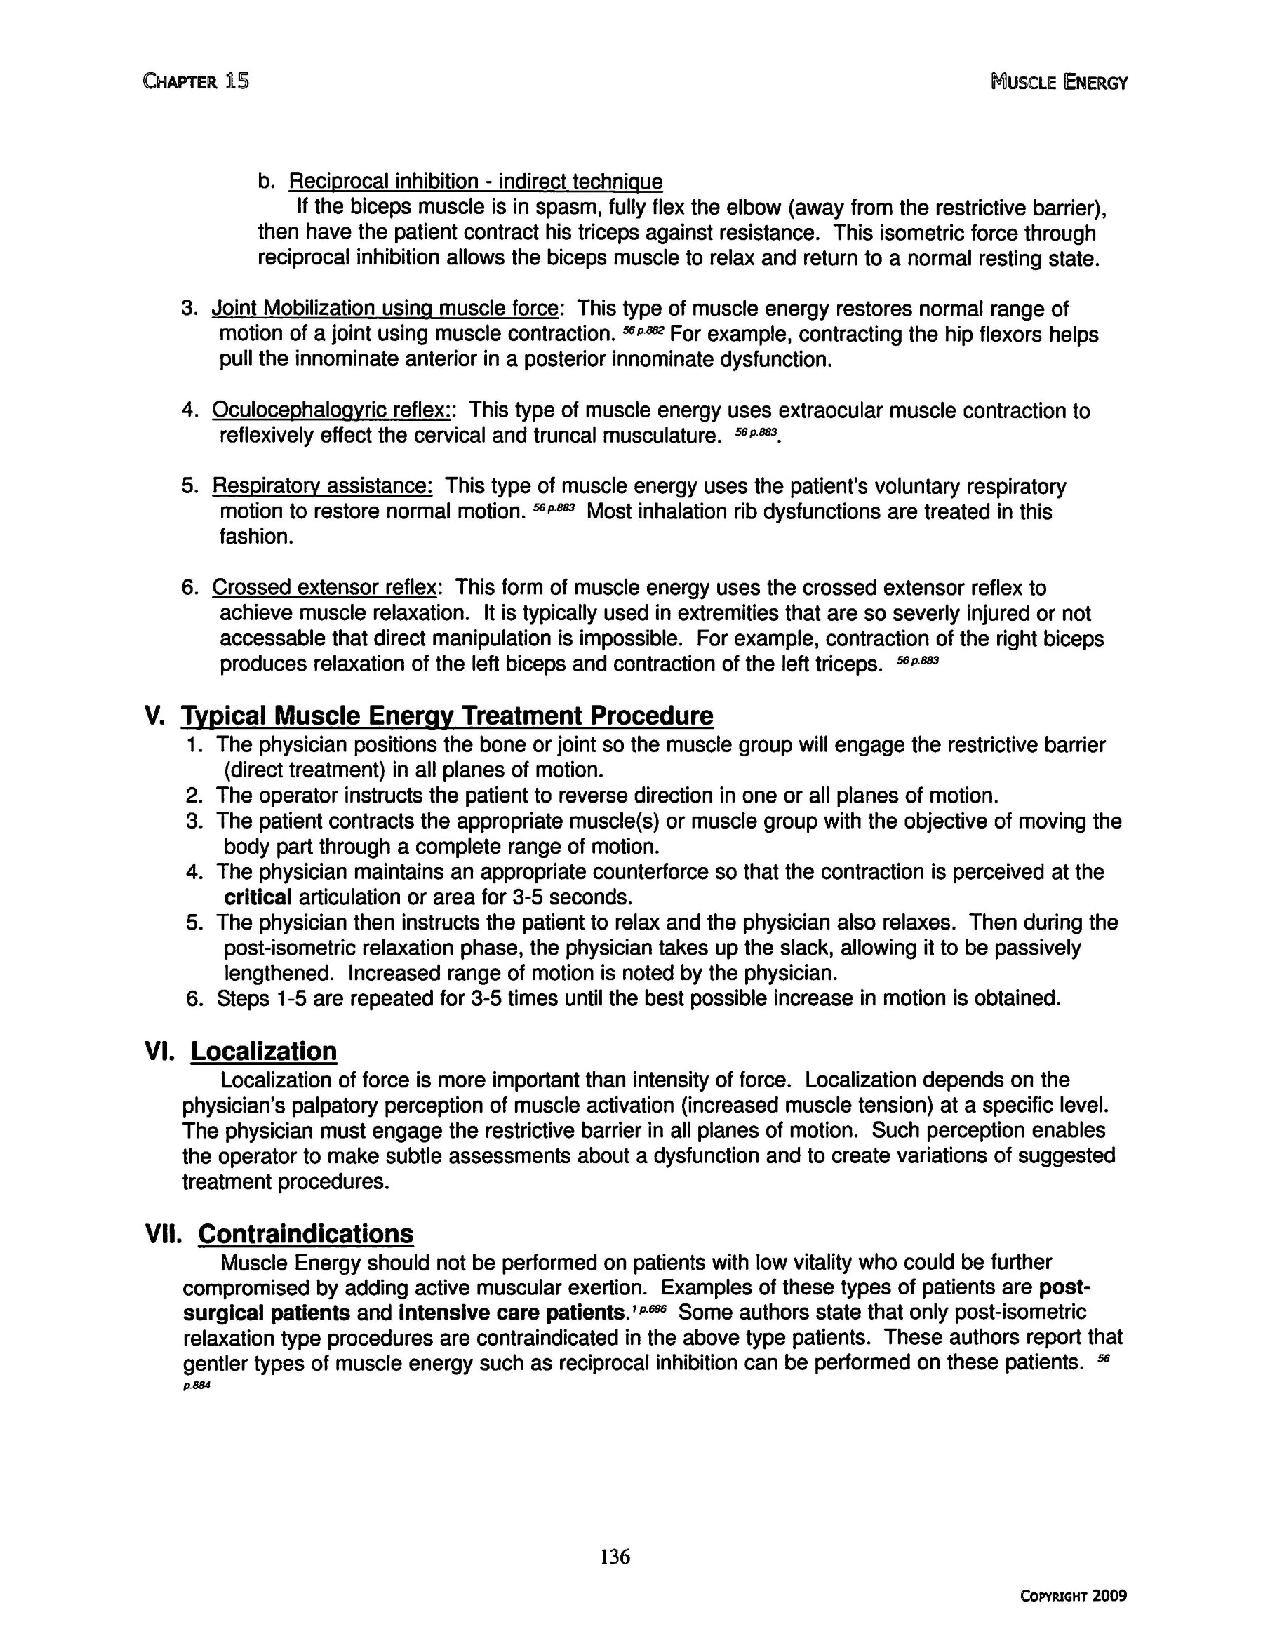 CHAPTER 15
MUSCLE ENERGY
b. Reciprocal inhibition - indirect technique
If the biceps muscle is in spasm, fully flex the elbow (away from the restrictive barrier),
then have the patient contract his triceps against resistance. This isometric force through
reciprocal inhibition allows the biceps muscle to relax and return to a normal resting state.
3. Joint Mobilization using muscle force: This type of muscle energy restores normal range of
motion of a joint using muscle contraction. 56 p.882 For example, contracting the hip flexors helps
pull the innominate anterior in a posterior innominate dysfunction.
4. Oculocephalogyric reflex:: This type of muscle energy uses extraocular muscle contraction to
reflexively effect the cervical and truncal musculature. 56 p.883.
5. Respiratory assistance: This type of muscle energy uses the patient's voluntary respiratory
motion to restore normal motion. 56 p.883 Most inhalation rib dysfunctions are treated in this
fashion.
6. Crossed extensor reflex: This form of muscle energy uses the crossed extensor reflex to
achieve muscle relaxation. It is typically used in extremities that are so severly injured or not
accessable that direct manipulation is impossible. For example, contraction of the right biceps
produces relaxation of the left biceps and contraction of the left triceps. 56 p.883
V. Typical Muscle Energy Treatment Procedure
1. The physician positions the bone or joint so the muscle group will engage the restrictive barrier
(direct treatment) in all planes of motion.
2. The operator instructs the patient to reverse direction in one or all planes of motion.
3. The patient contracts the appropriate muscle(s) or muscle group with the objective of moving the
body part through a complete range of motion.
4. The physician maintains an appropriate counterforce so that the contraction is perceived at the
critical articulation or area for 3-5 seconds.
5. The physician then instructs the patient to relax and the physician also relaxes. Then during the
post-isometric relaxation phase, the physician takes up the slack, allowing it to be passively
lengthened. Increased range of motion is noted by the physician.
6. Steps 1-5 are repeated for 3-5 times until the best possible increase in motion is obtained.
VI. Localization
Localization of force is more important than intensity of force. Localization depends on the
physician's palpatory perception of muscle activation (increased muscle tension) at a specific level.
The physician must engage the restrictive barrier in all planes of motion. Such perception enables
the operator to make subtle assessments about a dysfunction and to create variations of suggested
treatment procedures.
VII. Contraindications
Muscle Energy should not be performed on patients with low vitality who could be further
compromised by adding active muscular exertion. Examples of these types of patients are post-
surgical patients and intensive care patients. 1 p.686 Some authors state that only post-isometric
relaxation type procedures are contraindicated in the above type patients. These authors report that
gentler types of muscle energy such as reciprocal inhibition can be performed on these patients. 56
p.884
136
COPYRIGHT 2009